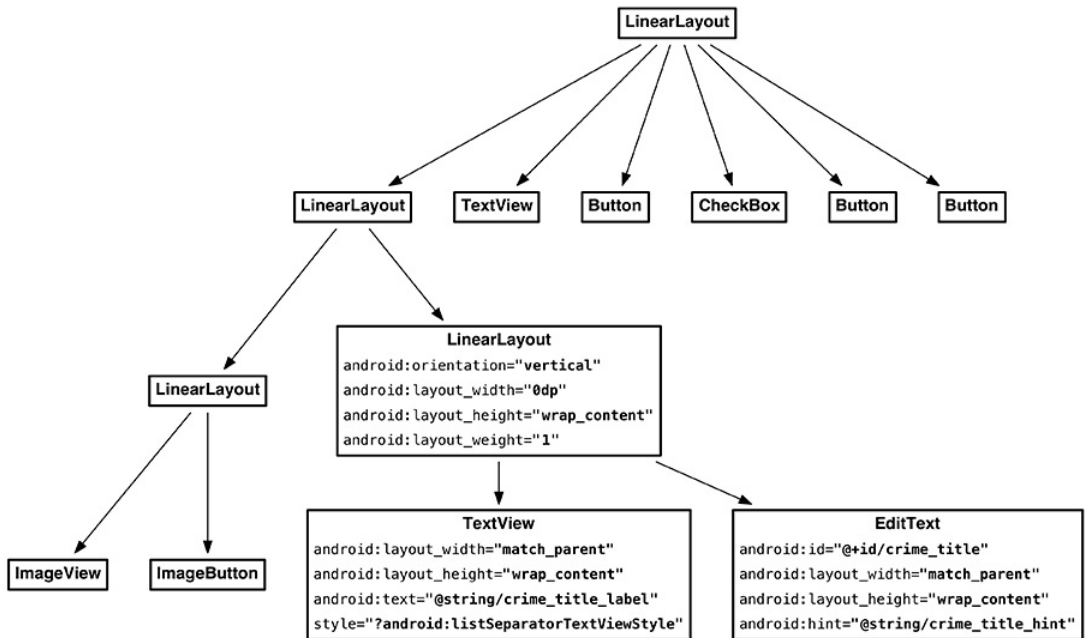 LinearLayout
LinearLayout
TextView
Button
CheckBox
Button
Button
LinearLayout
LinearLayout
android:orientation="vertical"
android:layout_width="0dp"
android:layout_height="wrap_content"
android:layout_weight="1"
ImageView
ImageButton
TextView
android:layout_width="match_parent"
android:layout_height="wrap_content"
android:text="@string/crime_title_label"
style="?android:listSeparatorTextViewStyle"
EditText
android:id="@+id/crime_title"
android:layout_width="match_parent"
android:layout_height="wrap_content"
android:hint="@string/crime_title_hint"